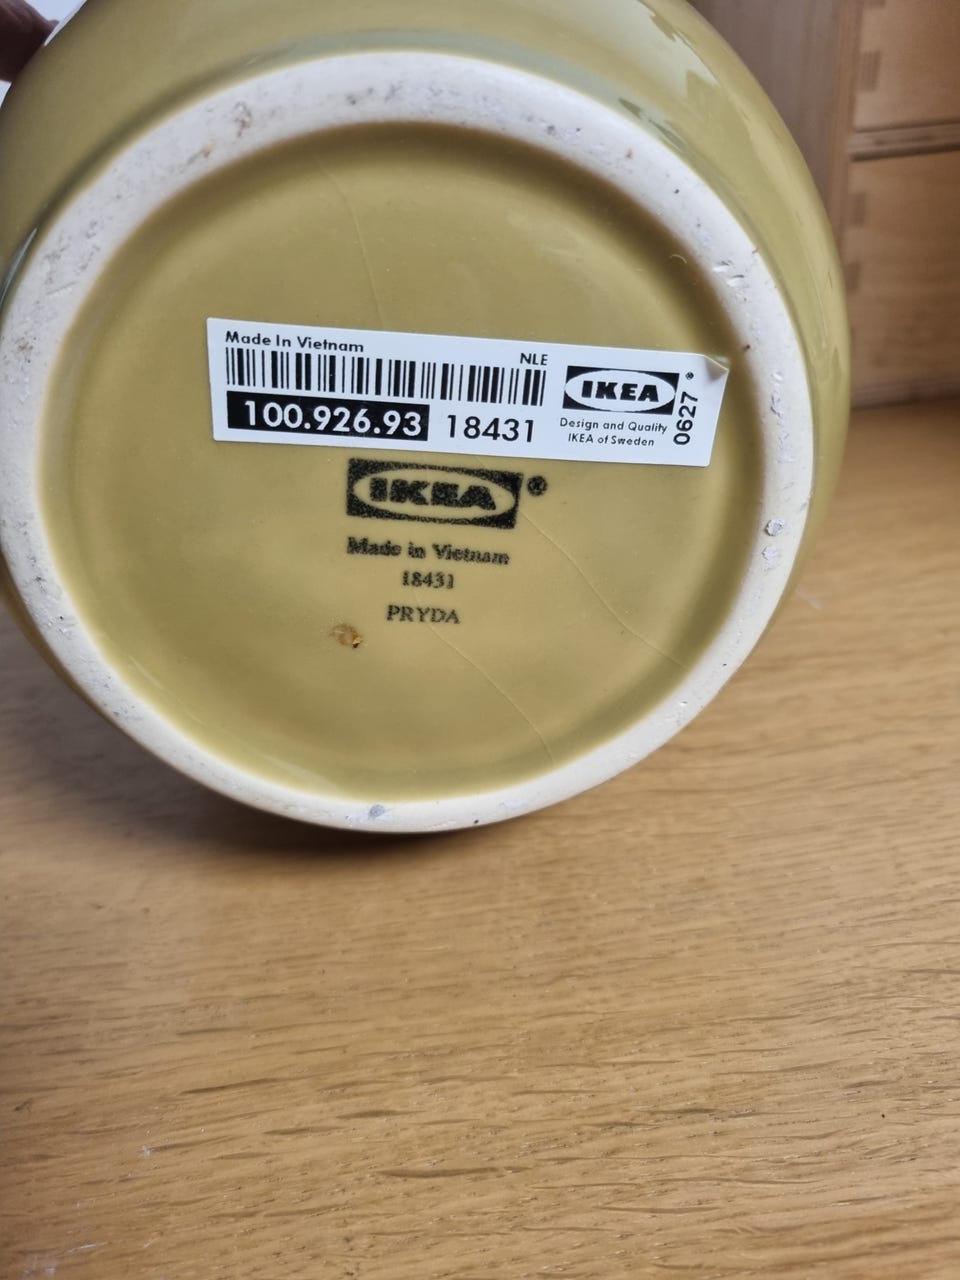 Made In Vietnam
NLE
100.926.93 18431
IKEA ®
Design and Quality
IKEA of Sweden
0627
IKEA ®
Made in Vietnam
18431
PRYDA